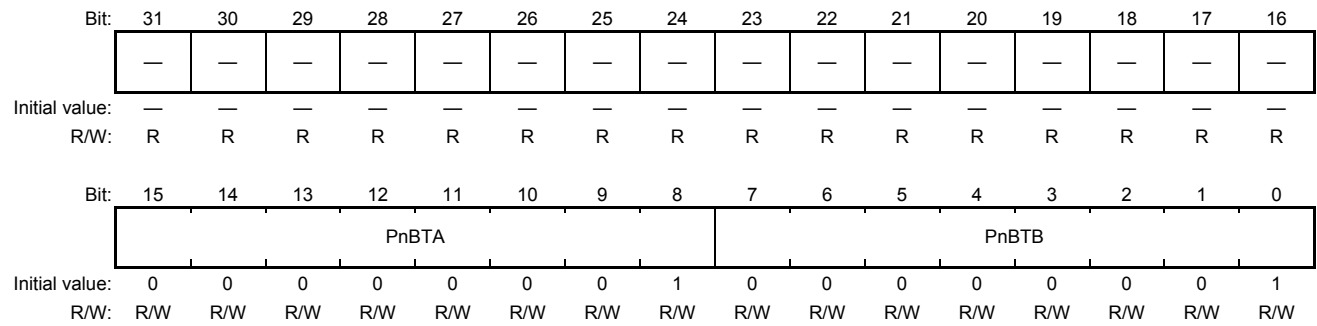 Bit: 31 30 29 28 27 26 25 24 23 22 21 20 19 18 17 16
— — — — — — — — — — — — — — — —
Initial value: — — — — — — — — — — — — — — — —
R/W: R R R R R R R R R R R R R R R R
Bit: 15 14 13 12 11 10 9 8 7 6 5 4 3 2 1 0
PnBTA PnBTB
Initial value: 0 0 0 0 0 0 0 1 0 0 0 0 0 0 0 1
R/W: R/W R/W R/W R/W R/W R/W R/W R/W R/W R/W R/W R/W R/W R/W R/W R/W